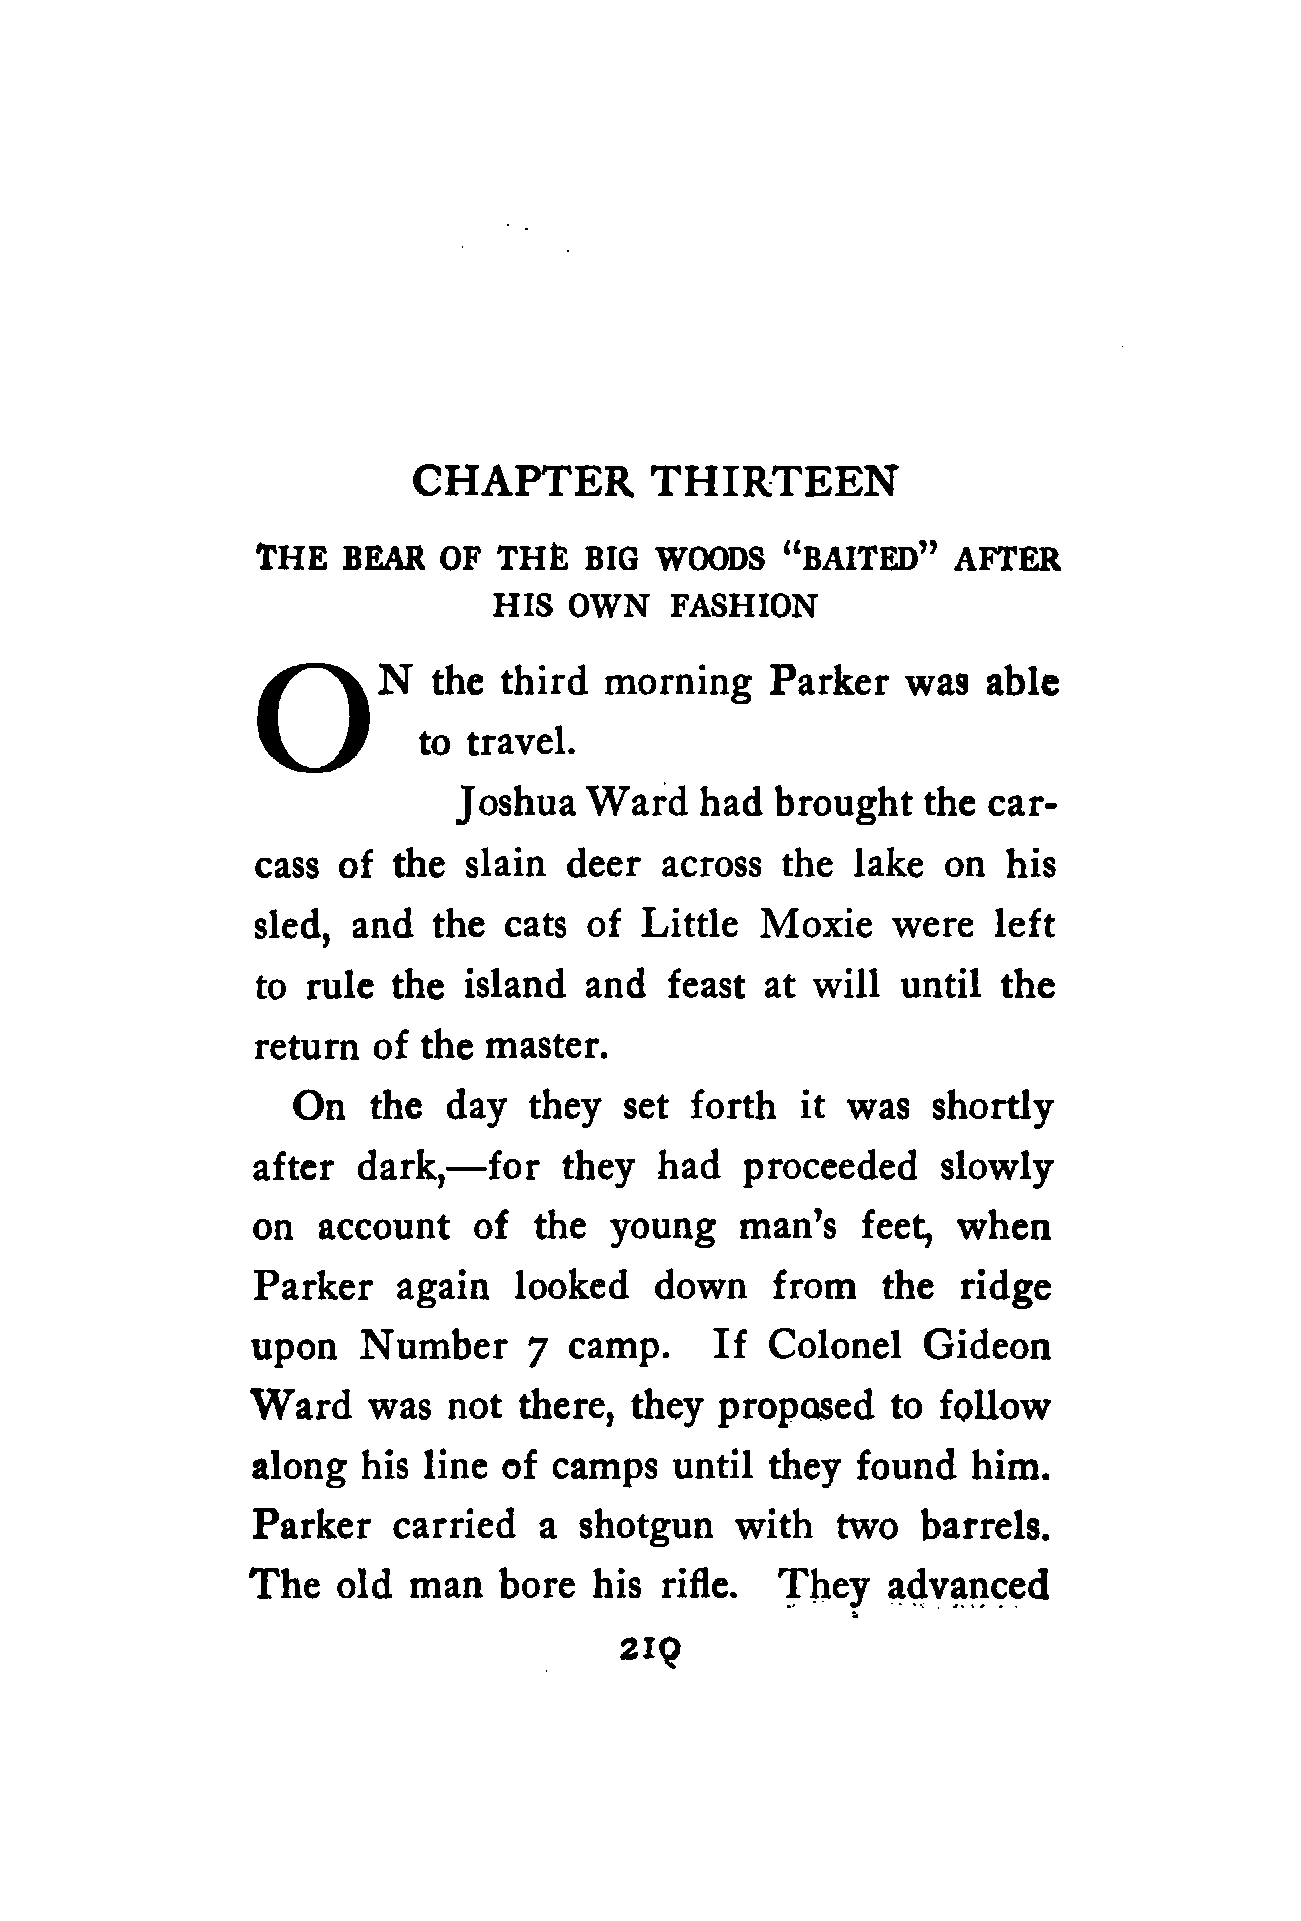 CHAPTER THIRTEEN
THE BEAR OF THE BIG WOODS “BAITED” AFTER
HIS OWN FASHION
ON the third morning Parker was able
to travel.
Joshua Ward had brought the car-
cass of the slain deer across the lake on his
sled, and the cats of Little Moxie were left
to rule the island and feast at will until the
return of the master.
On the day they set forth it was shortly
after dark,—for they had proceeded slowly
on account of the young man’s feet, when
Parker again looked down from the ridge
upon Number 7 camp. If Colonel Gideon
Ward was not there, they proposed to follow
along his line of camps until they found him.
Parker carried a shotgun with two barrels.
The old man bore his rifle. They advanced
219